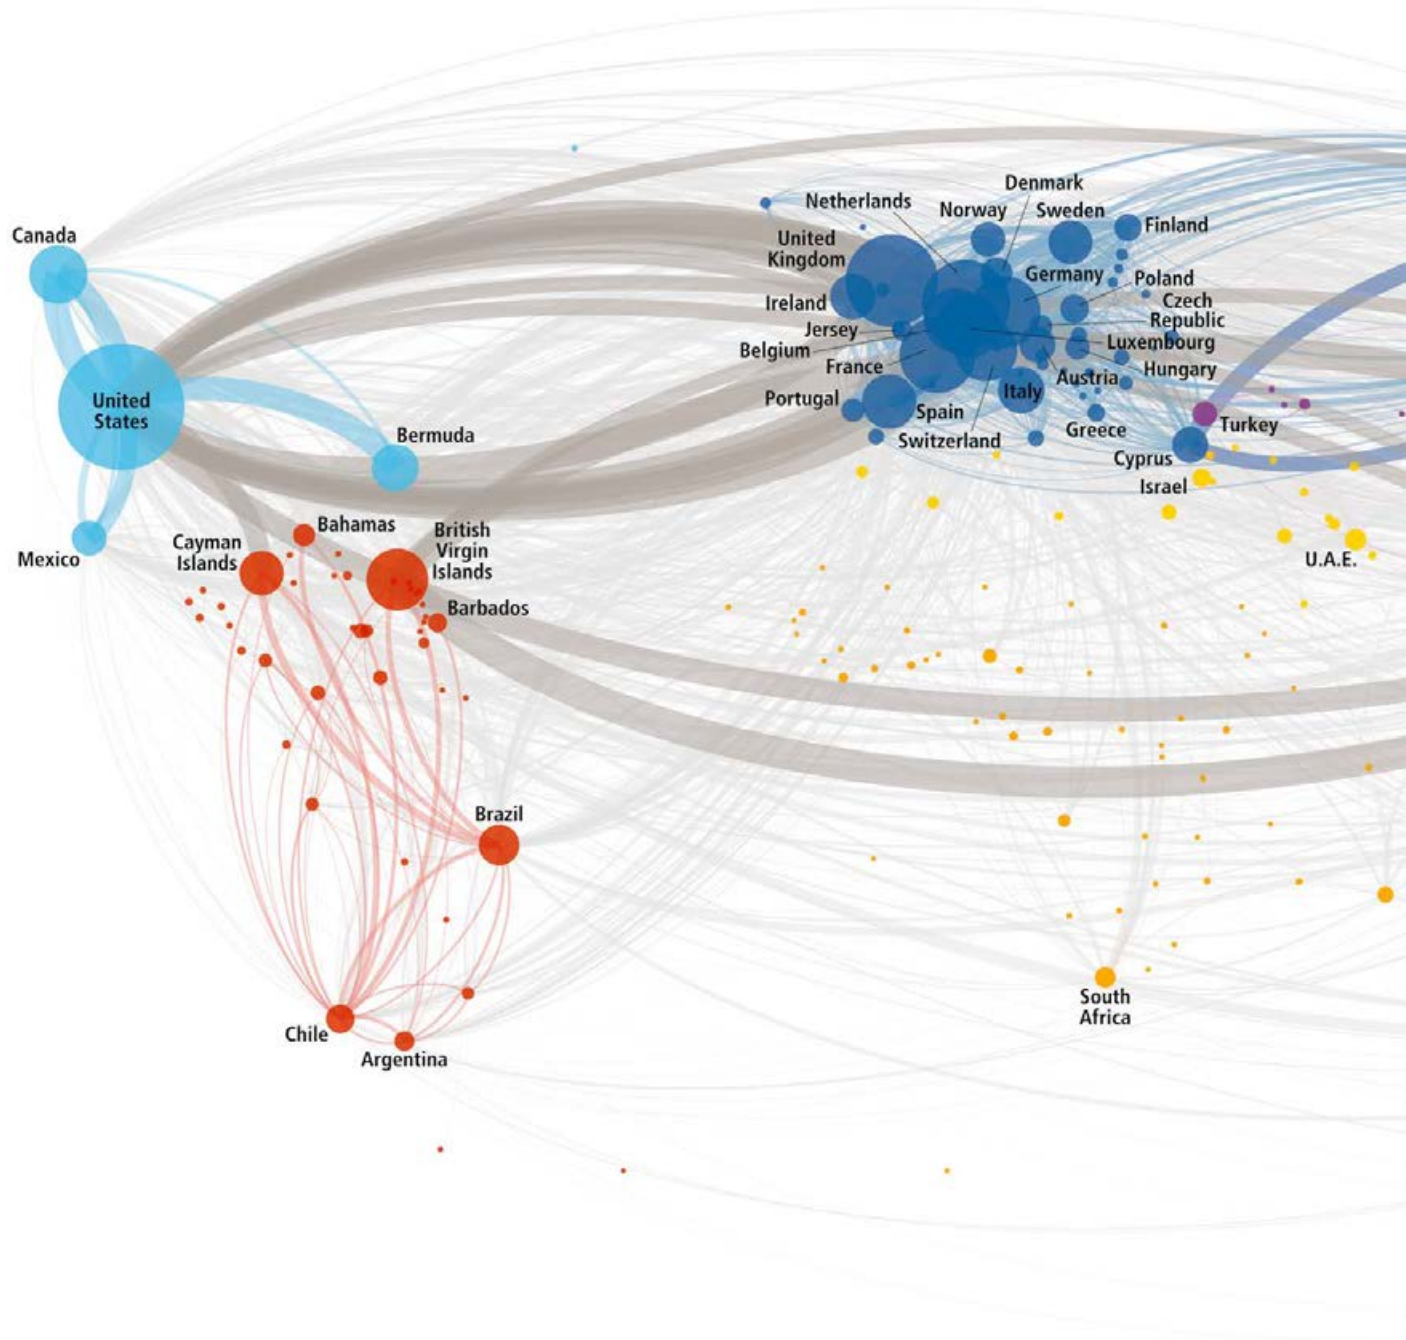 Denmark
Netherlands
Norway
Sweden
Finland
Canada
United
Kingdom
Germany
Poland
Ireland
Czech
Republic
Jersey
Luxembourg
Belgium
France
Hungary
Austria
Italy
Portugal
United
States
Spain
Turkey
Greece
Bermuda
Switzerland
Cyprus
Israel
Bahamas
British
Virgin
Islands
Cayman
Islands
Mexico
U.A.E.
Barbados
Brazil
South
Africa
Chile
Argentina